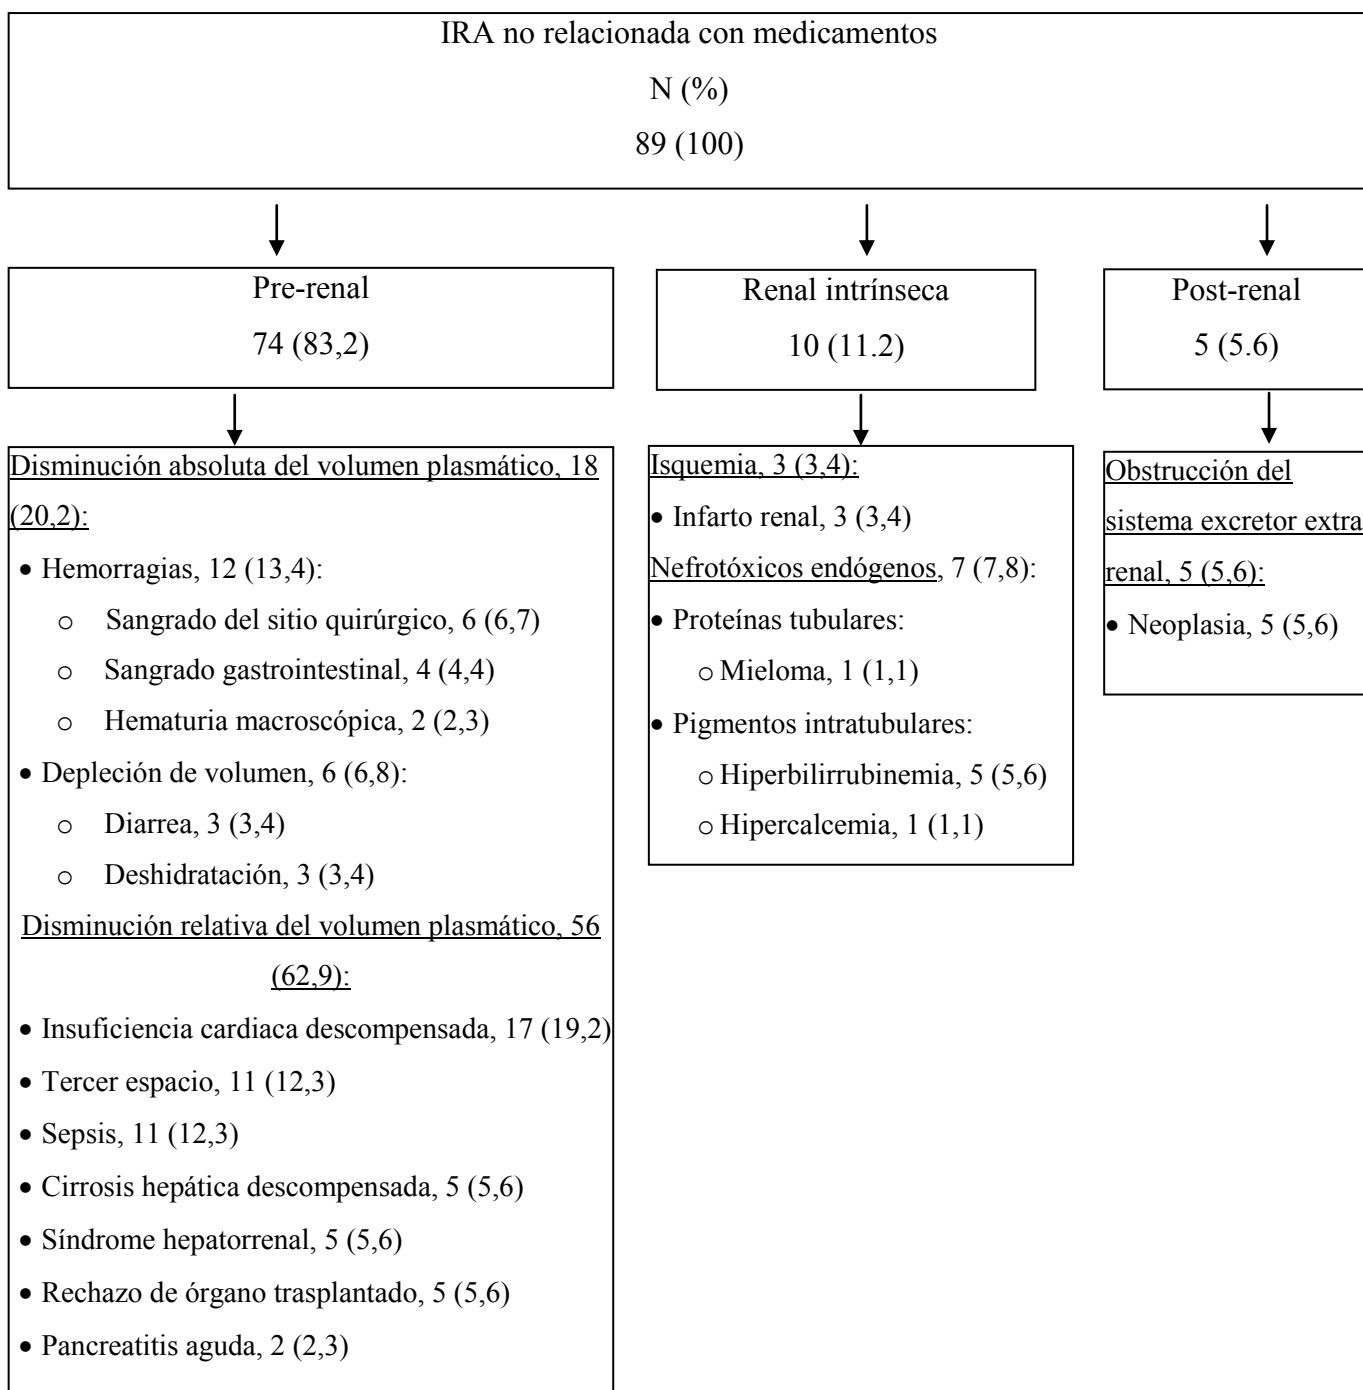 IRA no relacionada con medicamentos
N (%)
89 (100)
Pre-renal
74 (83,2)
Renal intrínseca
10 (11.2)
Post-renal
5 (5.6)
Disminución absoluta del volumen plasmático, 18
(20,2):
• Hemorragias, 12 (13,4):
o Sangrado del sitio quirúrgico, 6 (6,7)
o Sangrado gastrointestinal, 4 (4,4)
o Hematuria macroscópica, 2 (2,3)
• Depleción de volumen, 6 (6,8):
o Diarrea, 3 (3,4)
o Deshidratación, 3 (3,4)
Disminución relativa del volumen plasmático, 56
(62,9):
• Insuficiencia cardiaca descompensada, 17 (19,2)
• Tercer espacio, 11 (12,3)
• Sepsis, 11 (12,3)
• Cirrosis hepática descompensada, 5 (5,6)
• Síndrome hepatorrenal, 5 (5,6)
• Rechazo de órgano trasplantado, 5 (5,6)
• Pancreatitis aguda, 2 (2,3)
Isquemia, 3 (3,4):
• Infarto renal, 3 (3,4)
Nefrotóxicos endógenos, 7 (7,8):
• Proteínas tubulares:
o Mieloma, 1 (1,1)
• Pigmentos intratubulares:
o Hiperbilirrubinemia, 5 (5,6)
o Hipercalcemia, 1 (1,1)
Obstrucción del
sistema excretor extra
renal, 5 (5,6):
• Neoplasia, 5 (5,6)